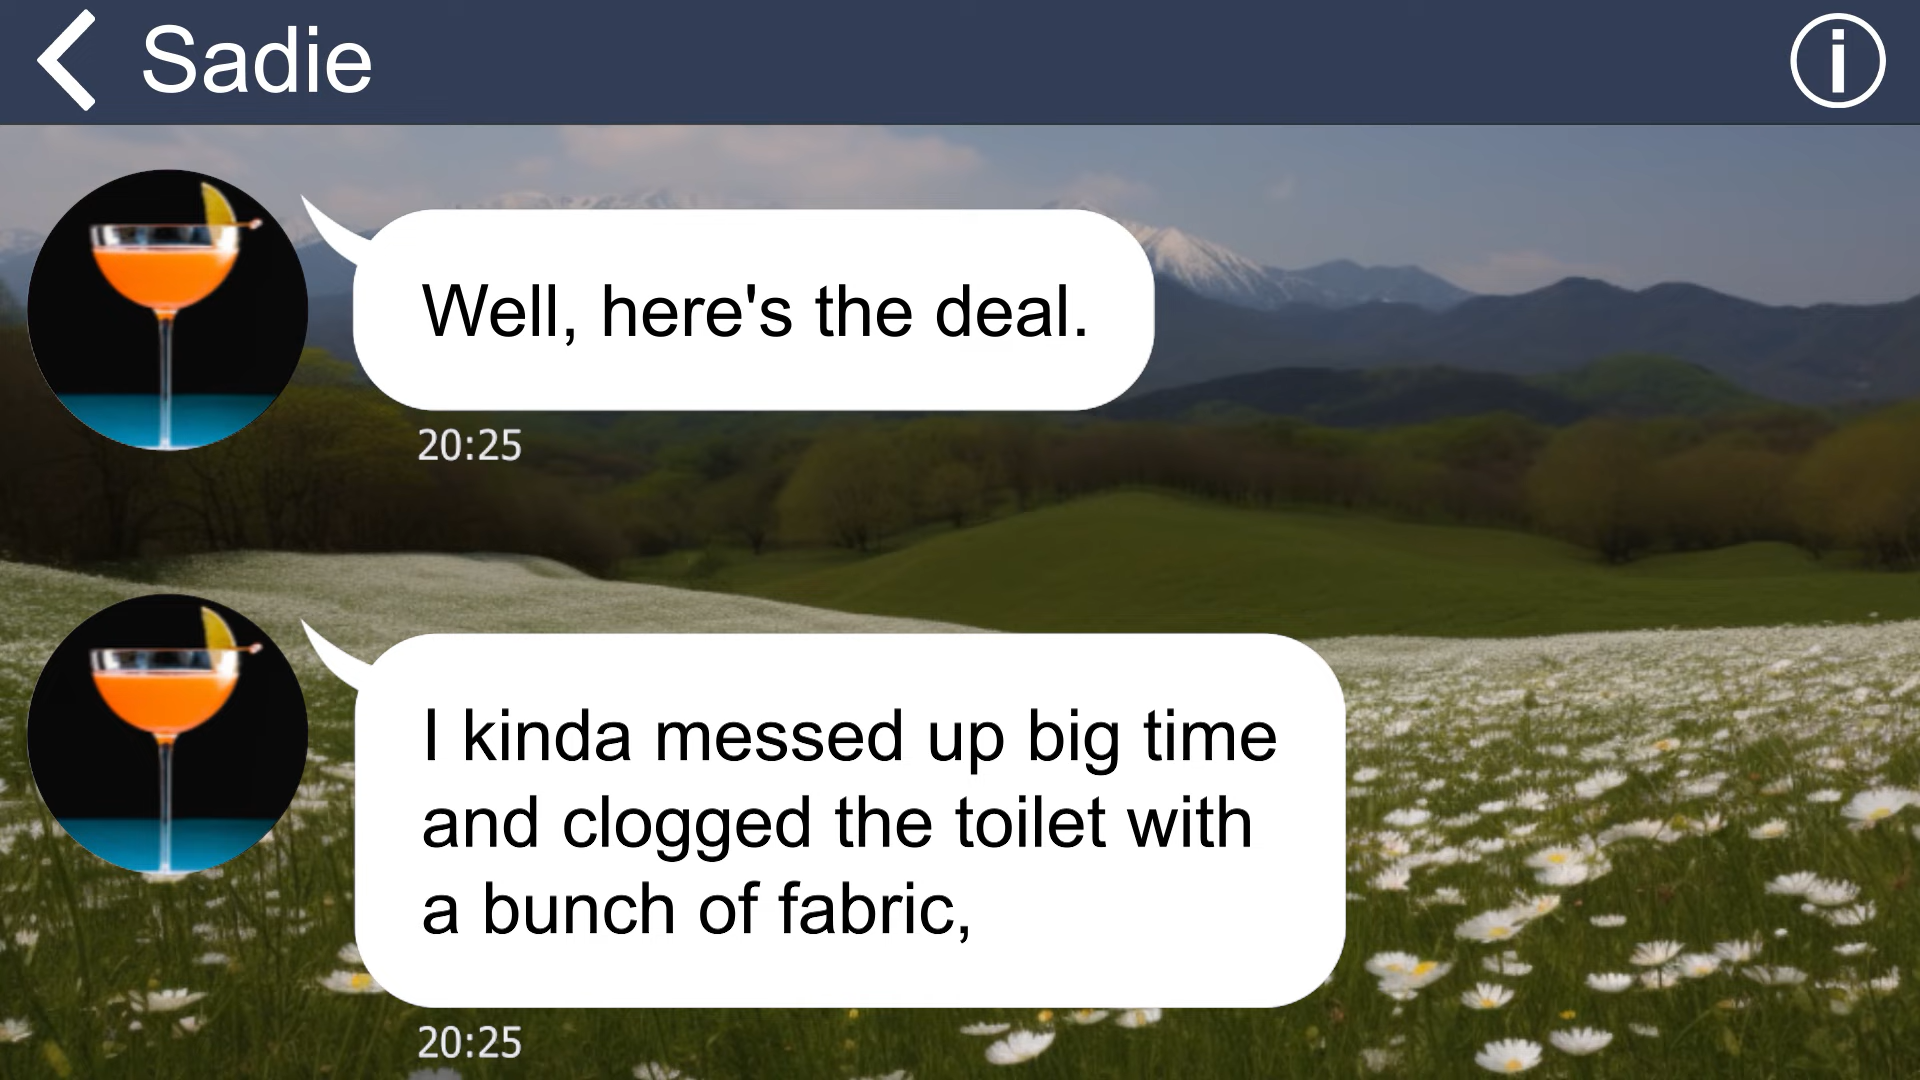 Sadie
Well, here's the deal.
20:25
I kinda messed up big time
and clogged the toilet with
a bunch of fabric,
20:25